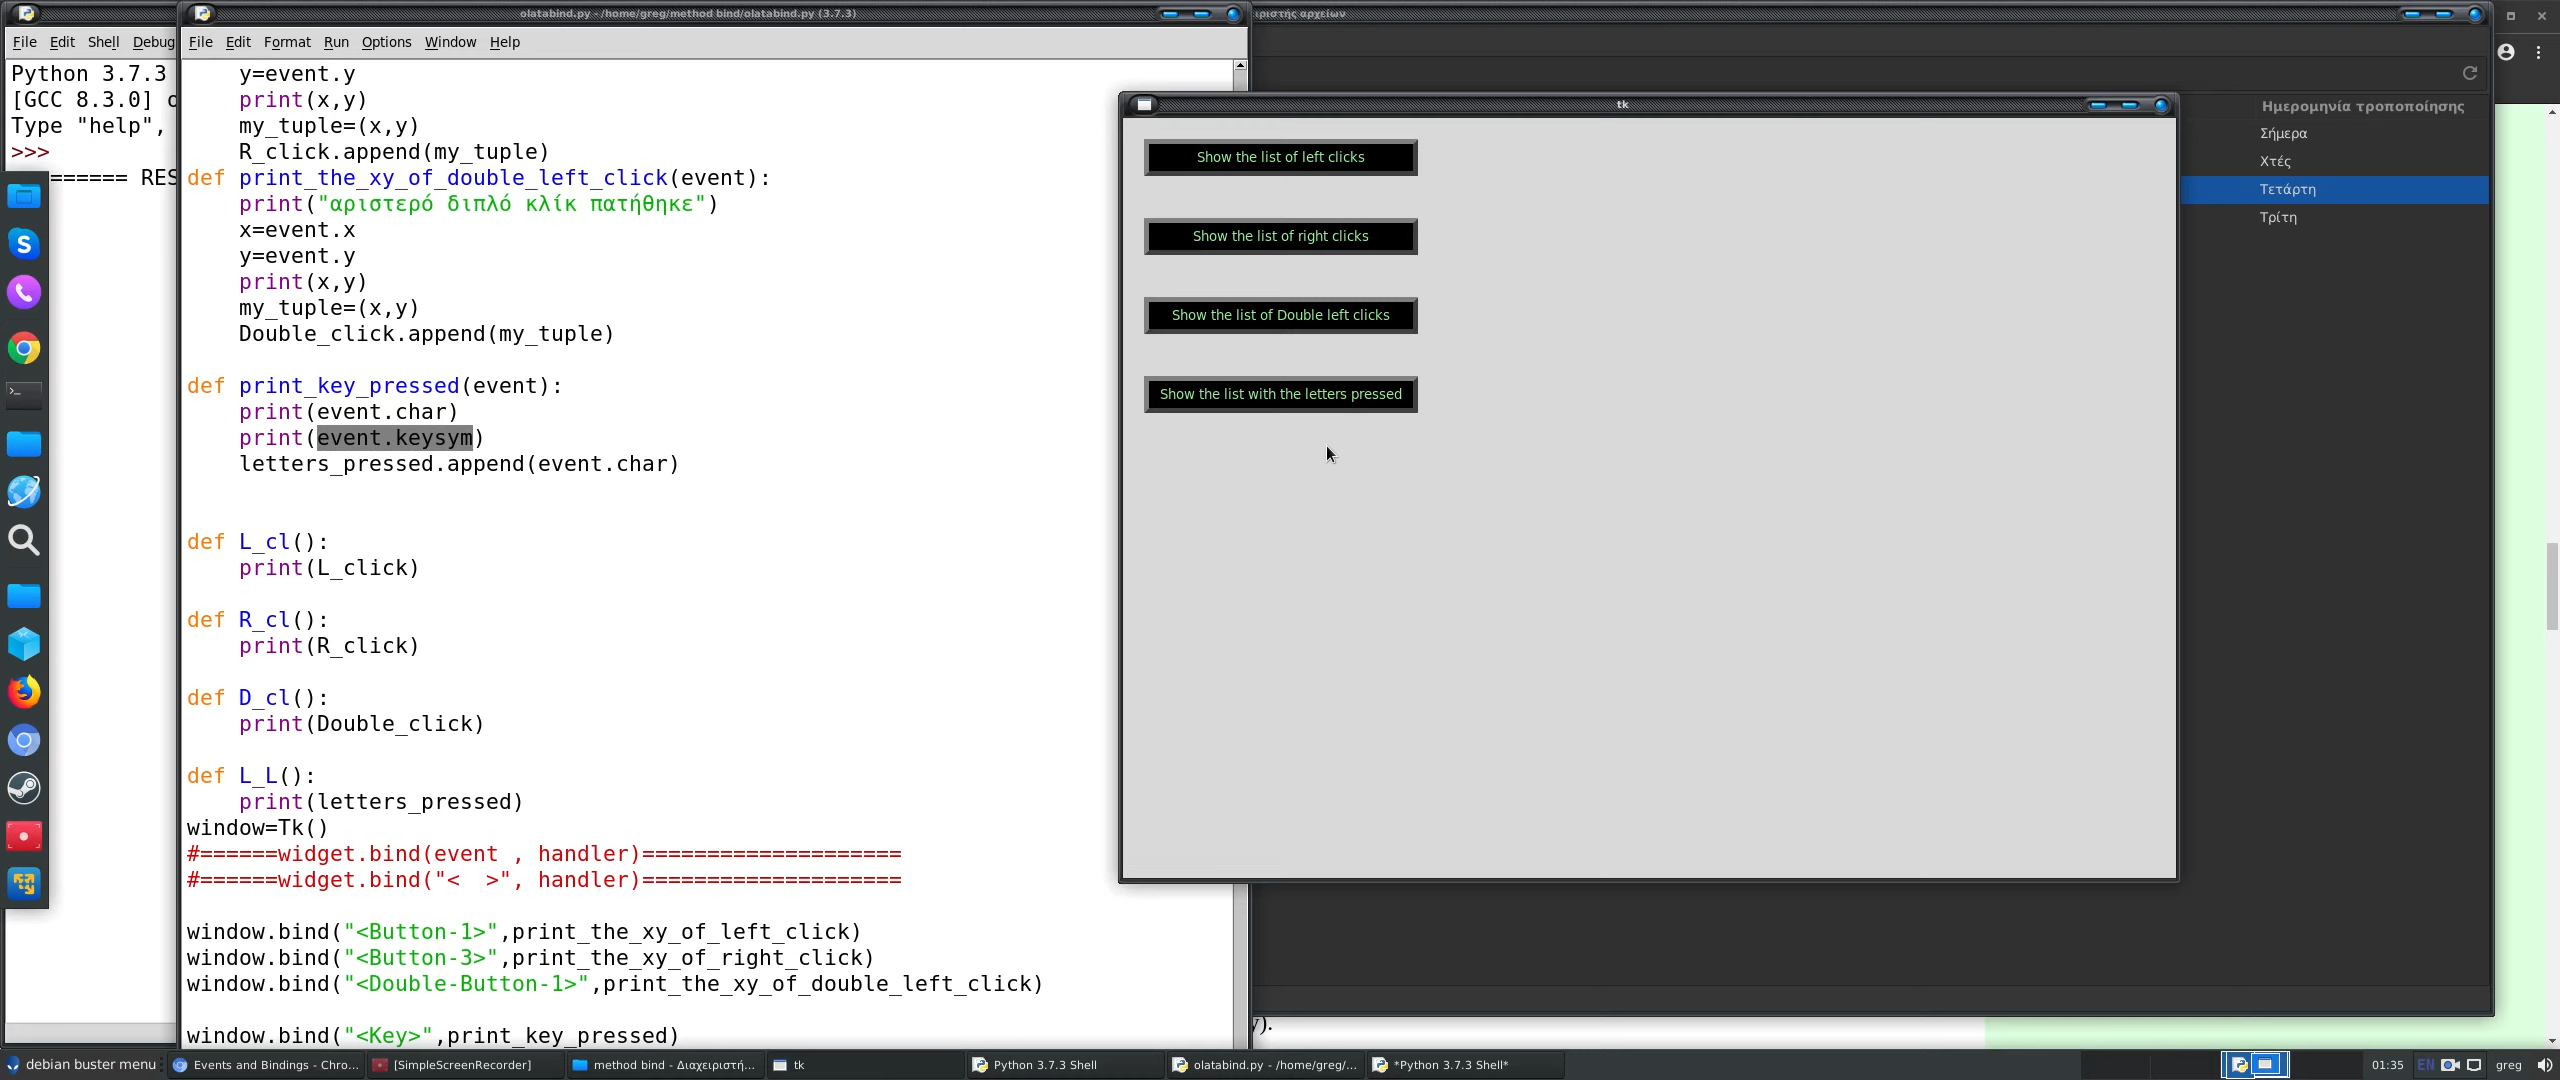 olatabind.py - /home/greg/method bind/olatabind.py (3.7.3)
ιριστής αρχείων
File Edit Shell Debug
File Edit Format Run Options Window Help
Python 3.7.3
[GCC 8.3.0]
Type "help",
>>>
====== RES
    y=event.y
    print(x,y)
    my_tuple=(x,y)
    R_click.append(my_tuple)
def print_the_xy_of_double_left_click(event):
    print("αριστερό διπλό κλίκ πατήθηκε")
    x=event.x
    y=event.y
    print(x,y)
    my_tuple=(x,y)
    Double_click.append(my_tuple)
def print_key_pressed(event):
    print(event.char)
    print(event.keysym)
    letters_pressed.append(event.char)
def L_cl():
    print(L_click)
def R_cl():
    print(R_click)
def D_cl():
    print(Double_click)
def L_L():
    print(letters_pressed)
window=Tk()
#======widget.bind(event , handler)====================
#======widget.bind("<  >", handler)====================
window.bind("<Button-1>",print_the_xy_of_left_click)
window.bind("<Button-3>",print_the_xy_of_right_click)
window.bind("<Double-Button-1>",print_the_xy_of_double_left_click)
window.bind("<Key>",print_key_pressed)
tk
Show the list of left clicks
Show the list of right clicks
Show the list of Double left clicks
Show the list with the letters pressed
Ημερομηνία τροποποίησης
Σήμερα
Χτές
Τετάρτη
Τρίτη
debian buster menu
Events and Bindings - Chro...
[SimpleScreenRecorder]
method bind - Διαχειριστή...
tk
Python 3.7.3 Shell
olatabind.py - /home/greg/...
*Python 3.7.3 Shell*
01:35
EN
greg